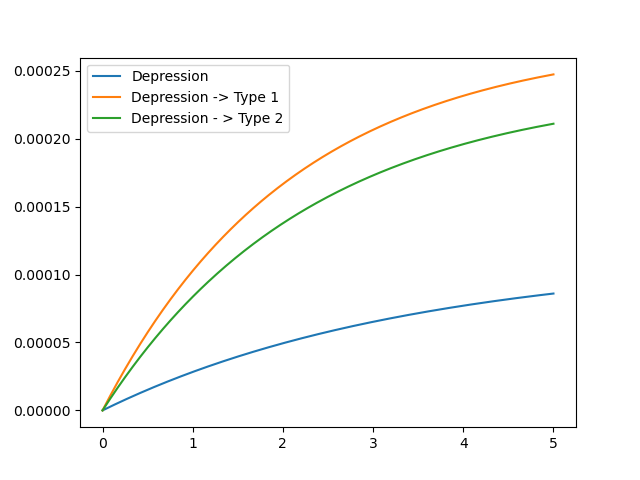 0.00025
0.00020
0.00015
0.00010
0.00005
0.00000
Depression
Depression -> Type 1
Depression - > Type 2
0 1 2 3 4 5